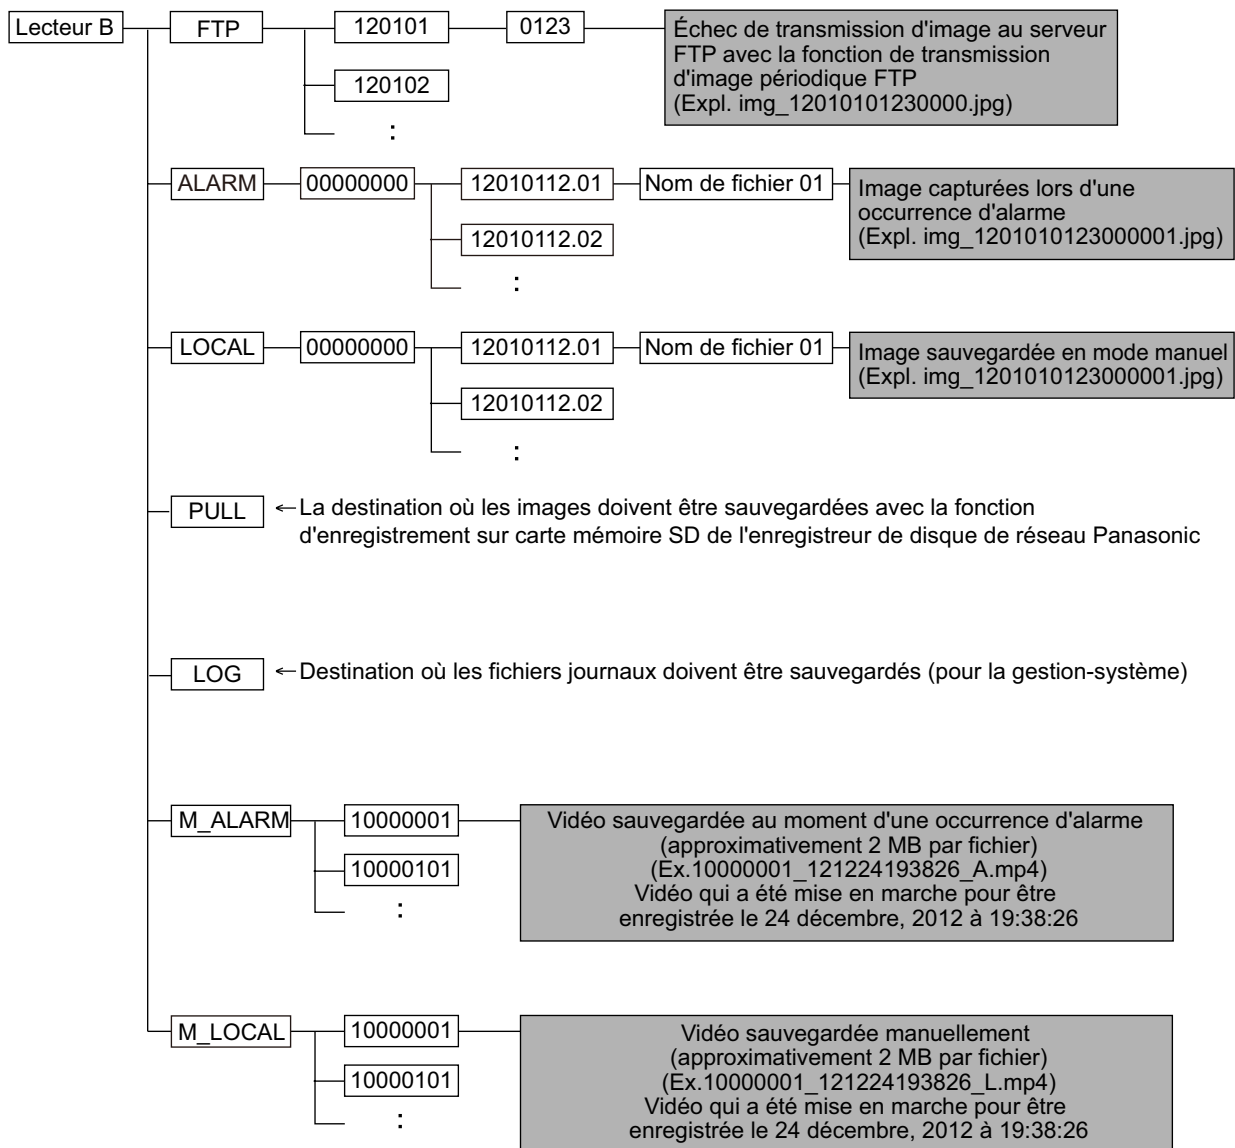 Lecteur B
FTP
120101
0123
Échec de transmission d'image au serveur
FTP avec la fonction de transmission
d'image périodique FTP
(Expl. img_12010101230000.jpg)
120102
:
ALARM
00000000
12010112.01
Nom de fichier 01
Image capturées lors d'une
occurrence d'alarme
(Expl. img_1201010123000001.jpg)
12010112.02
:
LOCAL
00000000
12010112.01
Nom de fichier 01
Image sauvegardée en mode manuel
(Expl. img_1201010123000001.jpg)
12010112.02
:
PULL
←La destination où les images doivent être sauvegardées avec la fonction
d'enregistrement sur carte mémoire SD de l'enregistreur de disque de réseau Panasonic
LOG
←Destination où les fichiers journaux doivent être sauvegardés (pour la gestion-système)
M_ALARM
10000001
Vidéo sauvegardée au moment d'une occurrence d'alarme
(approximativement 2 MB par fichier)
(Ex.10000001_121224193826_A.mp4)
Vidéo qui a été mise en marche pour être
enregistrée le 24 décembre, 2012 à 19:38:26
10000101
:
M_LOCAL
10000001
Vidéo sauvegardée manuellement
(approximativement 2 MB par fichier)
(Ex.10000001_121224193826_L.mp4)
Vidéo qui a été mise en marche pour être
enregistrée le 24 décembre, 2012 à 19:38:26
10000101
: